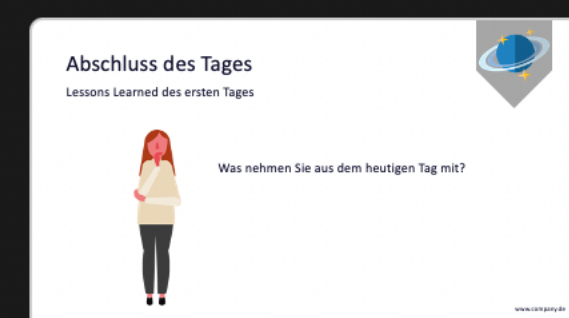 Abschluss des Tages
Lessons Learned des ersten Tages
Was nehmen Sie aus dem heutigen Tag mit?
www.company.de